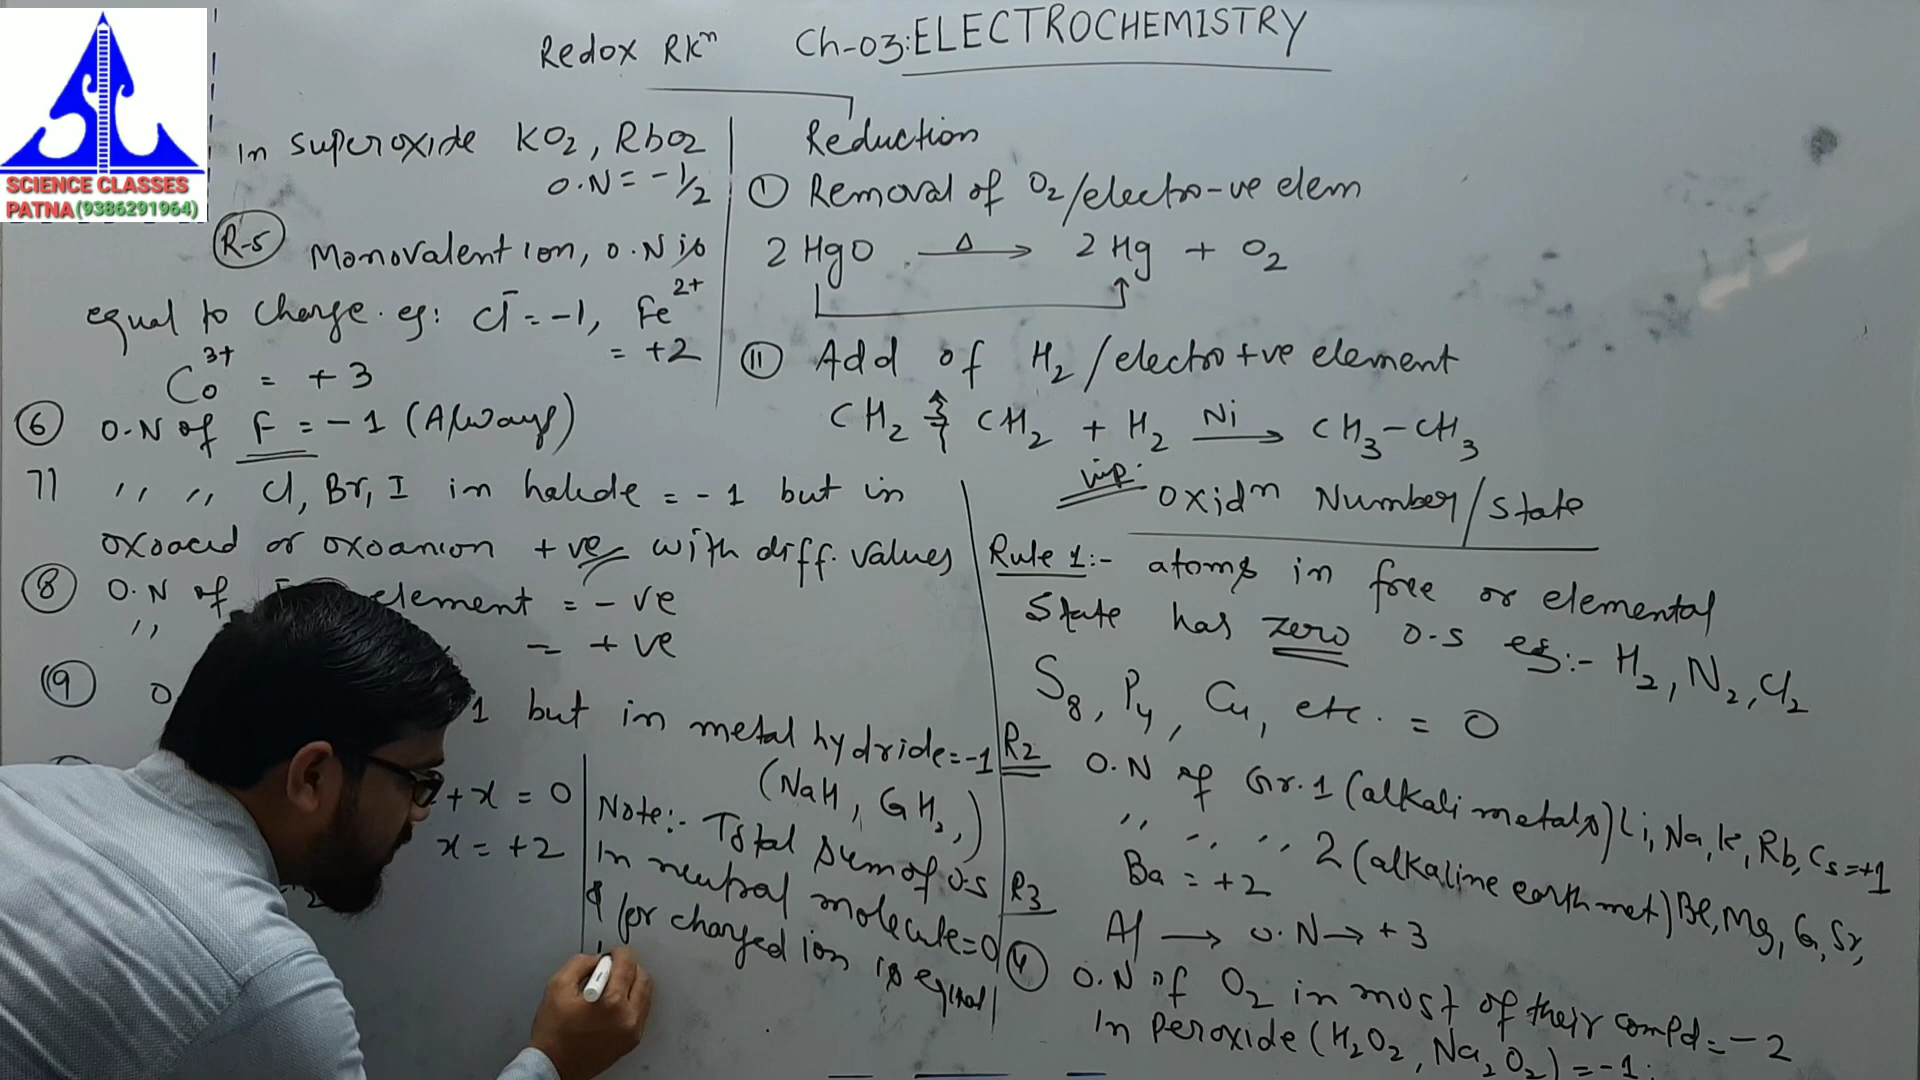 SCIENCE CLASSES
PATNA (9386291964)
Redox Rxⁿ Ch-03: ELECTROCHEMISTRY
In superoxide KO2, RbO2
O.N = -1/2
R-5 Monovalent ion, O.N is
equal to charge. eg: Cl⁻ = -1, Fe²⁺
= +2
Co³⁺ = +3
6 O.N of F = -1 (Always)
7) ,, ,, Cl, Br, I in halide = -1 but in
oxoacid or oxoanion +ve with diff. values
8 O.N of element = -ve
,, = +ve
9 1 but in metal hydride = -1
(NaH, CaH2,)
+x = 0
x = +2
Note:- Total sum of O.S
in neutral molecule = 0
& for charged ion is equal
Reduction
① Removal of O2/electro-ve elem
2HgO Δ → 2Hg + O2
⑪ Add of H2/electro+ve element
CH2 CH2 + H2 Ni → CH3-CH3
imp. Oxidⁿ Number/State
Rule 1:- atoms in free or elemental
State has zero O.S eg:- H2, N2, Cl2
S8, P4, Cu, etc. = 0
R2 O.N of Gr. 1 (alkali metals) Li, Na, K, Rb, Cs = +1
,, ,, ,, 2 (alkaline earth met) Be, Mg, Ca, Sr,
Ba = +2
R3 Al → O.N → +3
4 O.N of O2 in most of their compd = -2
In peroxide (H2O2, Na2O2) = -1.